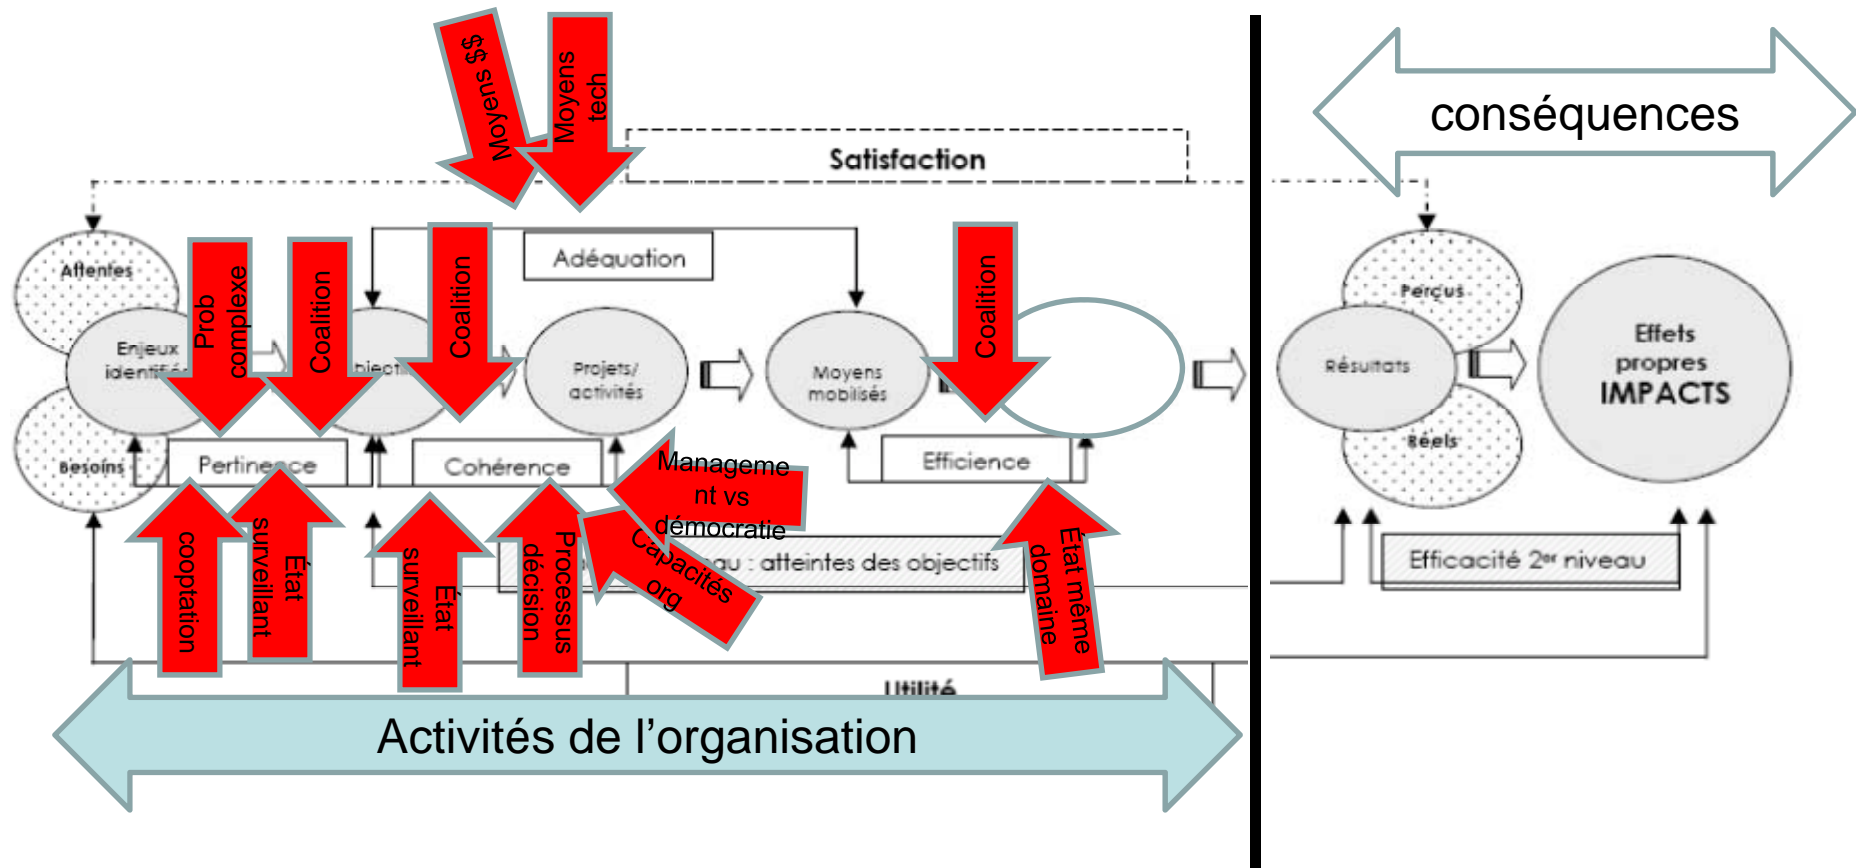 Moyens $$
Moyens
tech
conséquences
Satisfaction
Attentes
Prob
complexe
Coalition
Coalition
Adéquation
Coalition
Perçus
Enjeux
Projets/
activités
Moyens
mobilisés
Résultats
Effets
propres
IMPACTS
Réels
Besoins
Pertinence
Cohérence
Manageme
nt vs
démocratie
Efficience
cooptation
État
surveillant
État
surveillant
Processus
décision
Capacités
org
: atteintes des objectifs
État même
domaine
Efficacité 2er niveau
Utilité
Activités de l’organisation